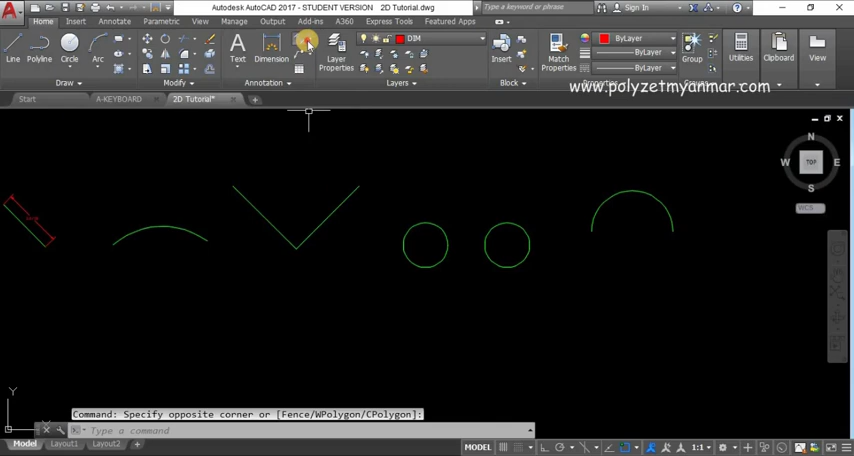 Autodesk AutoCAD 2017 - STUDENT VERSION 2D Tutorial.dwg
Type a keyword or phrase
Sign In
Home Insert Annotate Parametric View Manage Output Add-ins A360 Express Tools Featured Apps
DIM
ByLayer
ByLayer
ByLayer
Line Polyline Circle Arc
Text Dimension
Layer Properties
Insert
Match Properties
Group
Utilities Clipboard View
Draw Modify Annotation Layers Block Properties Groups
www.polyzetmyanmar.com
Start A-KEYBOARD 2D Tutorial*
N
W TOP E
S
WCS
Y
Command: Specify opposite corner or [Fence/WPolygon/CPolygon]:
Type a command
Model Layout1 Layout2
MODEL 1:1